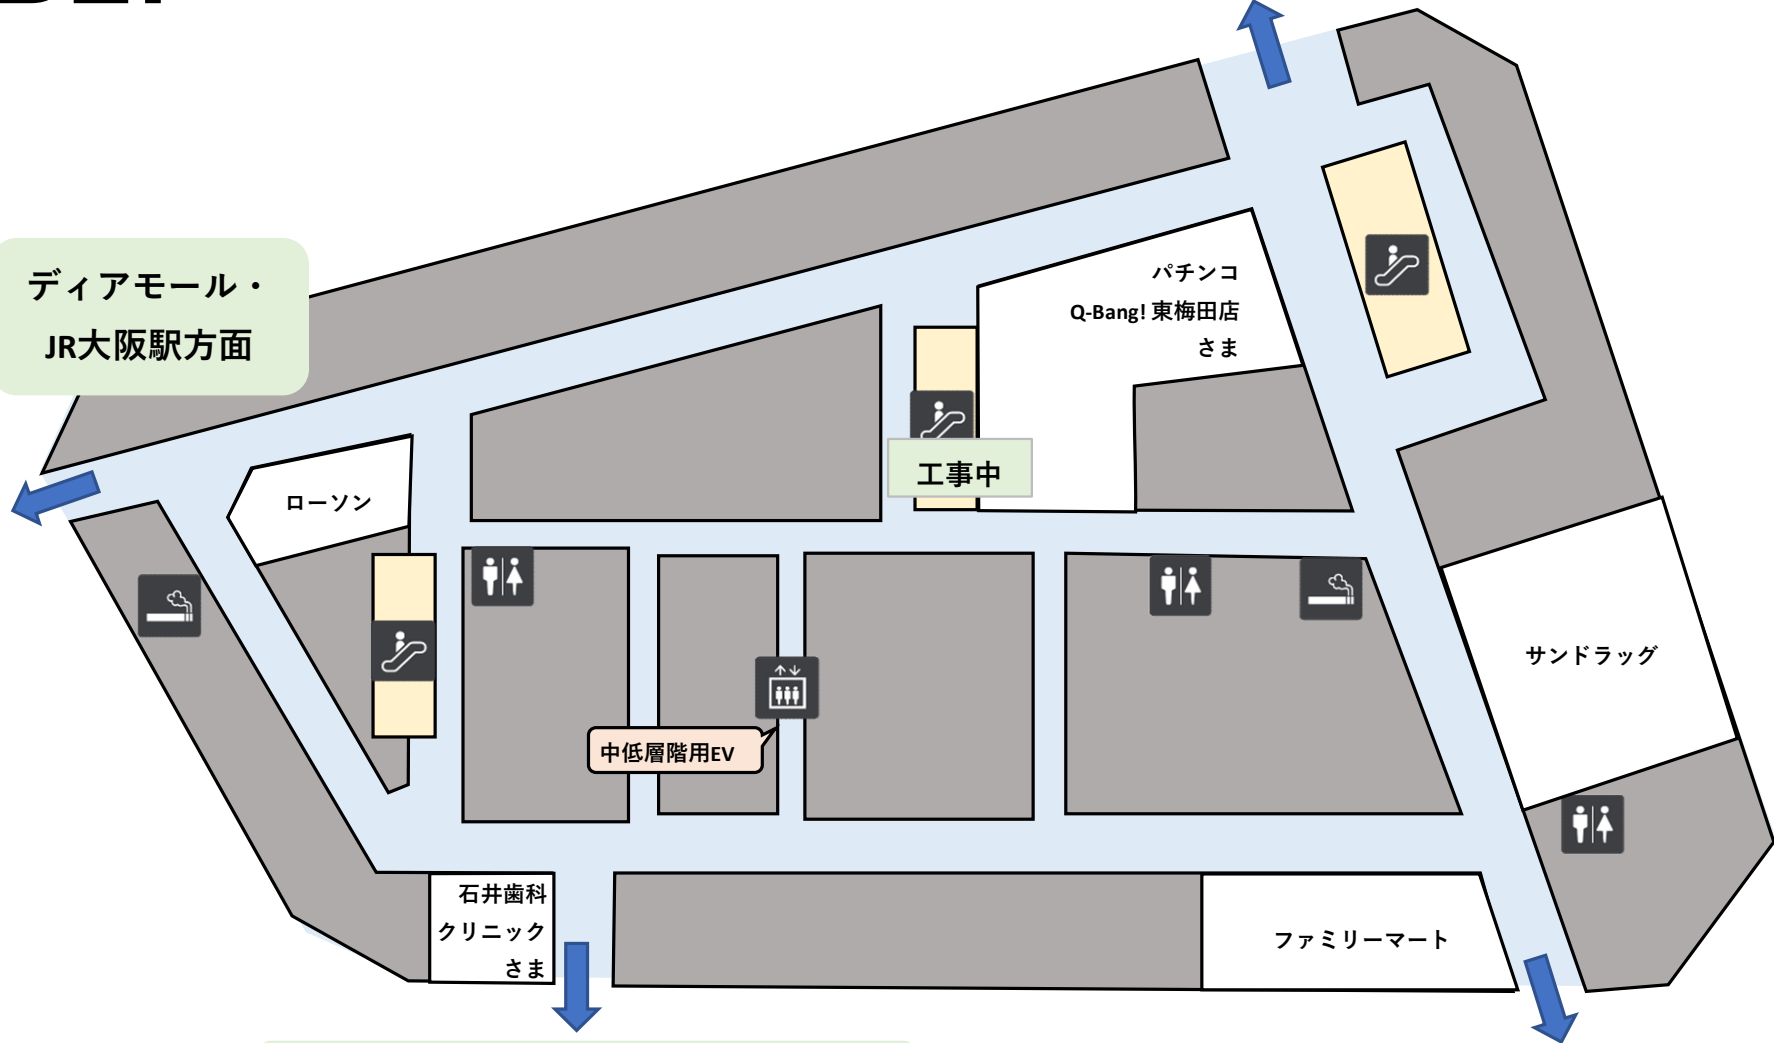 ディアモール・
JR大阪駅方面
パチンコ
Q-Bang! 東梅田店
さま
工事中
ローソン
サンドラッグ
中低層階用EV
石井歯科
クリニック
さま
ファミリーマート